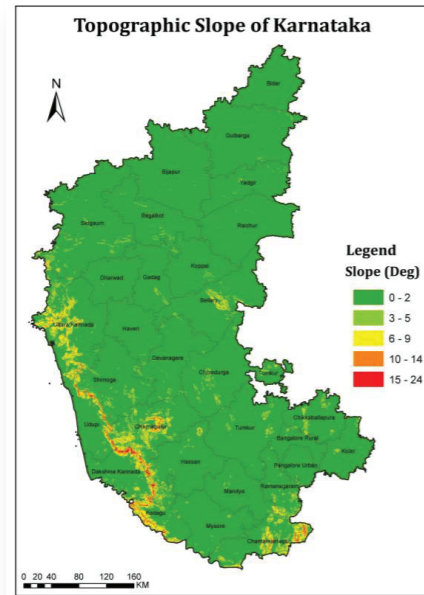 Topographic Slope of Karnataka
N
Bidar
Gulbarga
Bijapur
Yadgir
Bagalkot
Belgaum
Raichur
Koppal
Dharwad
Gadag
Bellary
Uttara Kannada
Haveri
Davanagere
Shimoga
Chitradurga
Udupi
Chikmagalur
Tumkur
Chikkaballapura
Bangalore Rural
Kolar
Hassan
Bangalore Urban
Dakshina Kannada
Ramanagaram
Mandya
Kodagu
Mysore
Legend
Slope (Deg)
0 - 2
3 - 5
6 - 9
10 - 14
15 - 24
0 20 40 80 120 160
KM